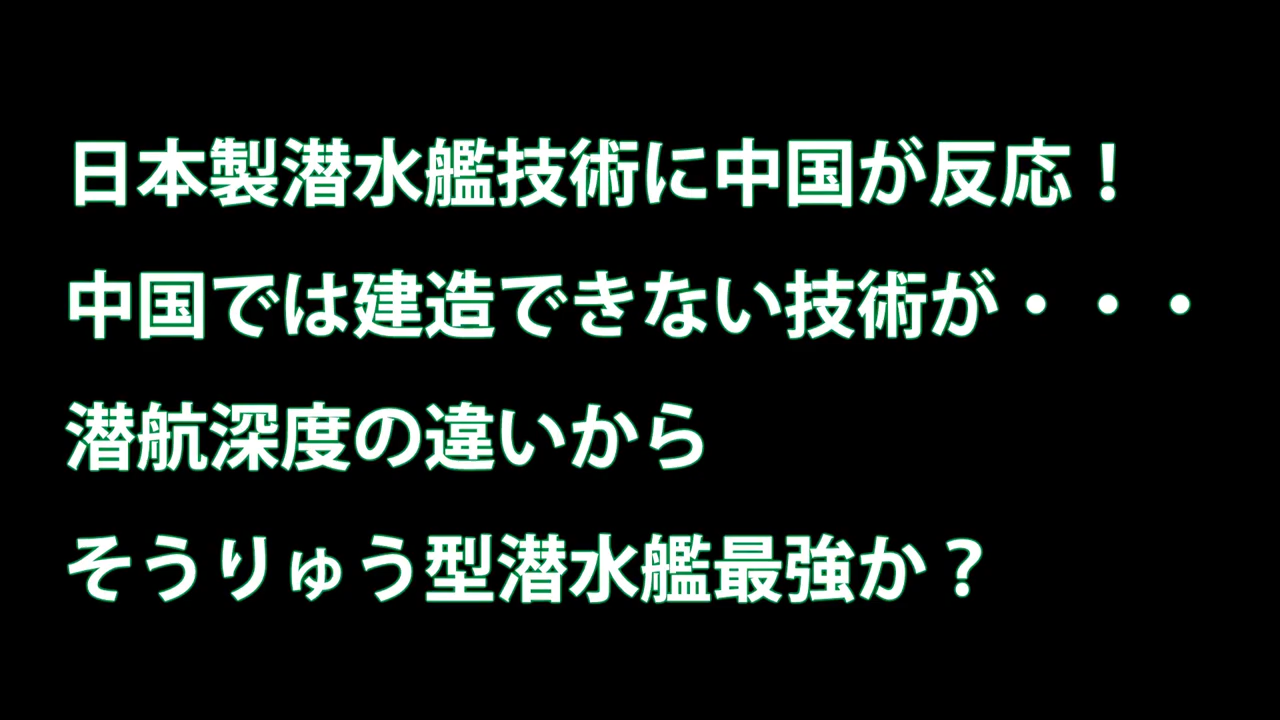 日本製潜水艦技術に中国が反応！
中国では建造できない技術が・・・
潜航深度の違いから
そうりゅう型潜水艦最強か？